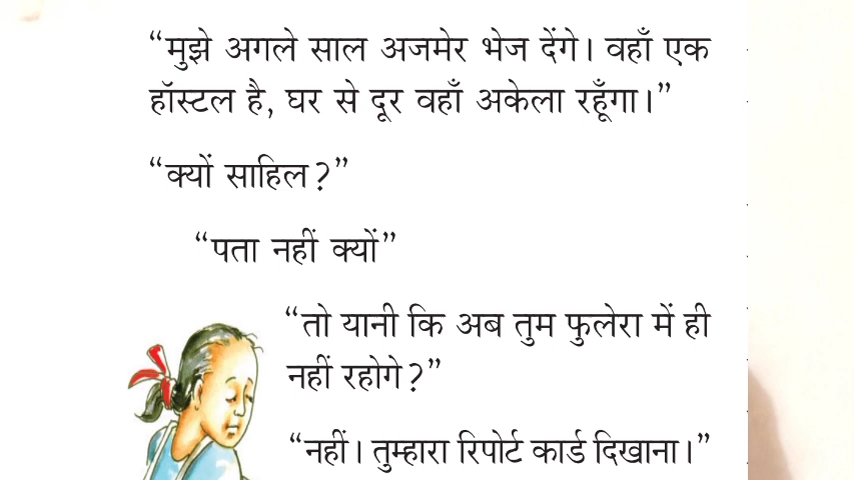 “मुझे अगले साल अजमेर भेज देंगे। वहाँ एक
हॉस्टल है, घर से दूर वहाँ अकेला रहूँगा।”
“क्यों साहिल?”
“पता नहीं क्यों”
“तो यानी कि अब तुम फुलेरा में ही
नहीं रहोगे?”
“नहीं। तुम्हारा रिपोर्ट कार्ड दिखाना।”